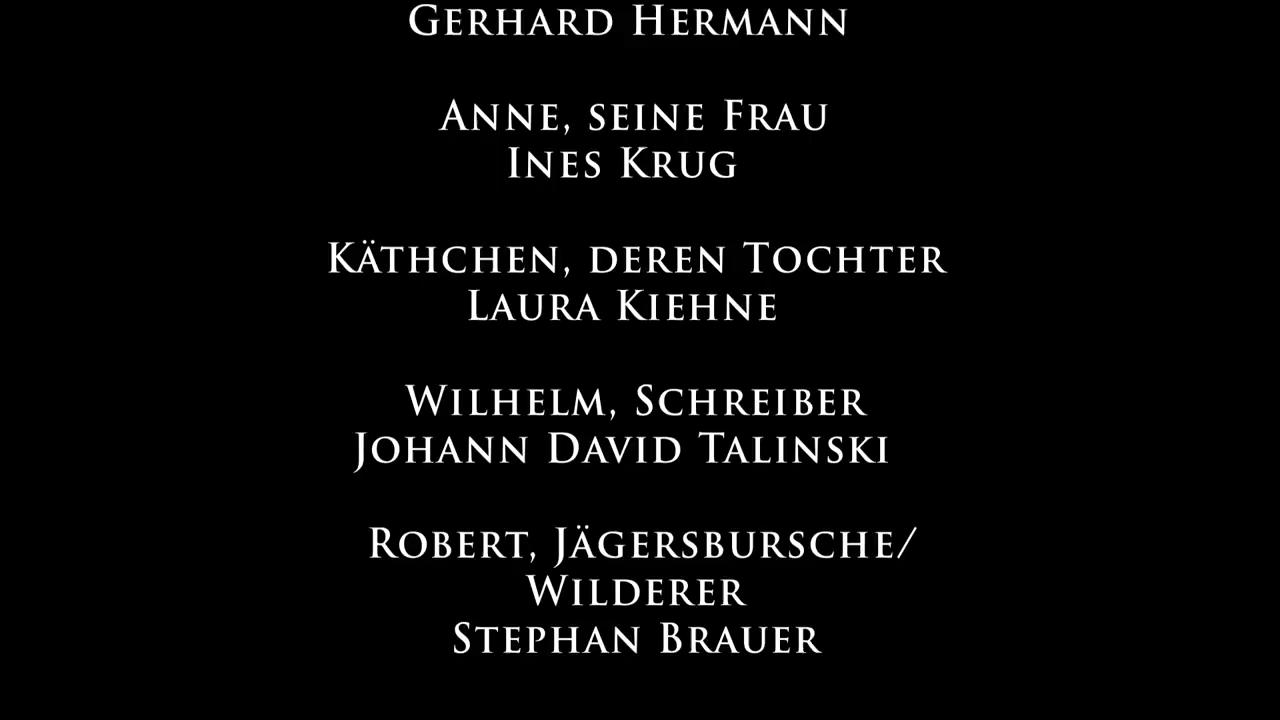 Gerhard Hermann
Anne, seine Frau
Ines Krug
Käthchen, deren Tochter
Laura Kiehne
Wilhelm, Schreiber
Johann David Talinski
Robert, Jägersbursche/
Wilderer
Stephan Brauer